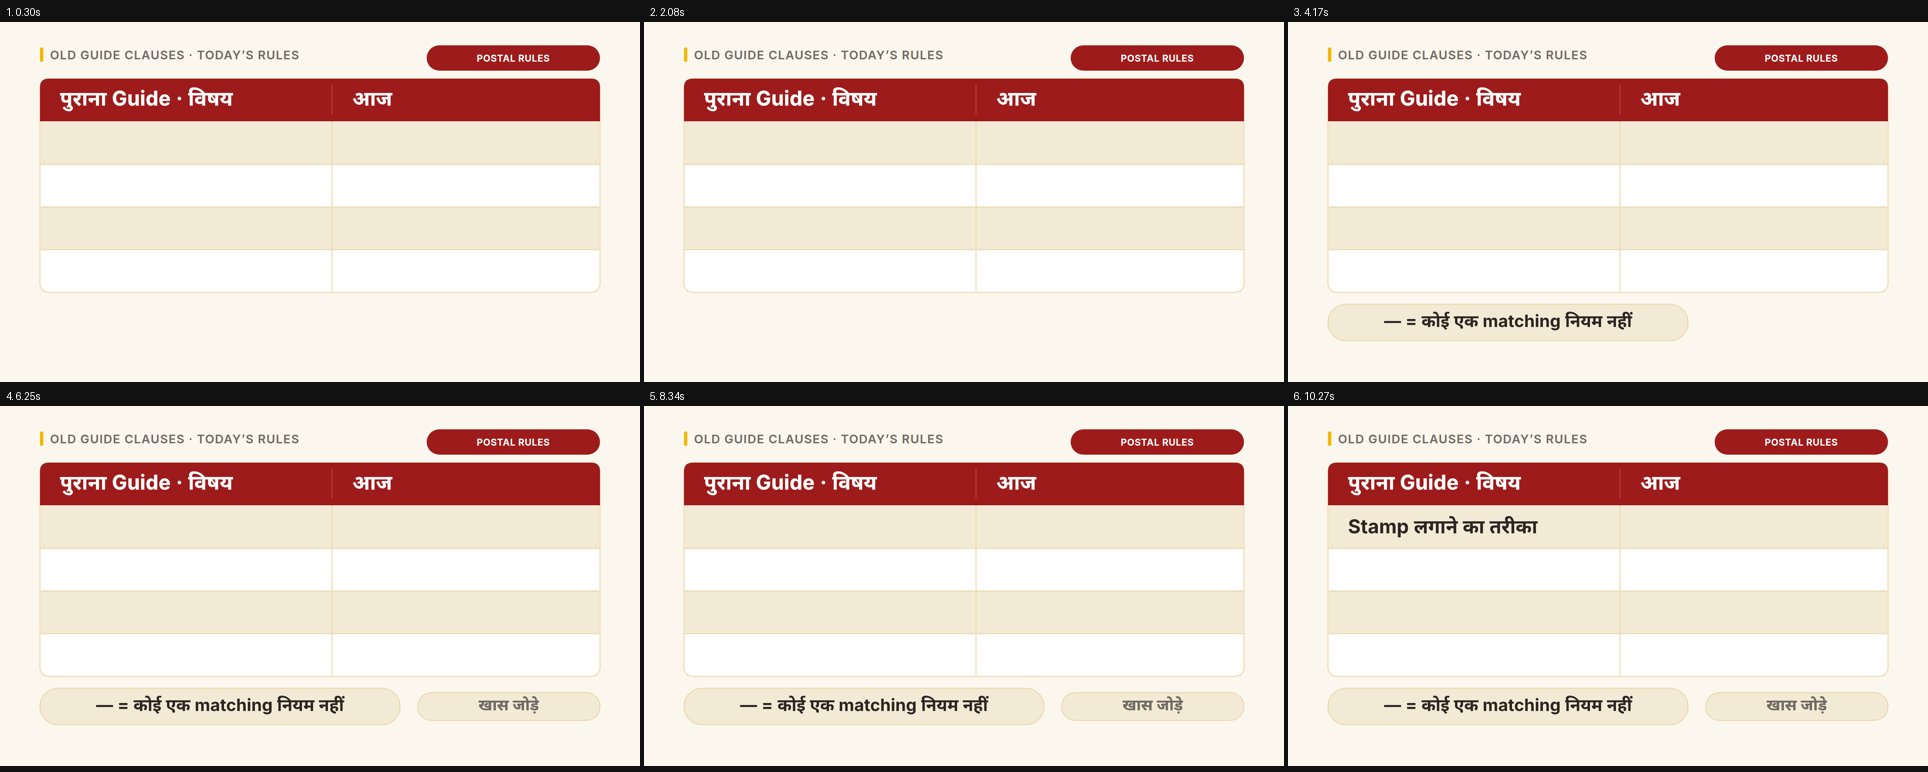 1. 0.30s
OLD GUIDE CLAUSES · TODAY’S RULES
POSTAL RULES
पुराना Guide · विषय
आज
2. 2.08s
OLD GUIDE CLAUSES · TODAY’S RULES
POSTAL RULES
पुराना Guide · विषय
आज
3. 4.17s
OLD GUIDE CLAUSES · TODAY’S RULES
POSTAL RULES
पुराना Guide · विषय
आज
— = कोई एक matching नियम नहीं
4. 6.25s
OLD GUIDE CLAUSES · TODAY’S RULES
POSTAL RULES
पुराना Guide · विषय
आज
— = कोई एक matching नियम नहीं
खास जोड़े
5. 8.34s
OLD GUIDE CLAUSES · TODAY’S RULES
POSTAL RULES
पुराना Guide · विषय
आज
— = कोई एक matching नियम नहीं
खास जोड़े
6. 10.27s
OLD GUIDE CLAUSES · TODAY’S RULES
POSTAL RULES
पुराना Guide · विषय
आज
Stamp लगाने का तरीका
— = कोई एक matching नियम नहीं
खास जोड़े